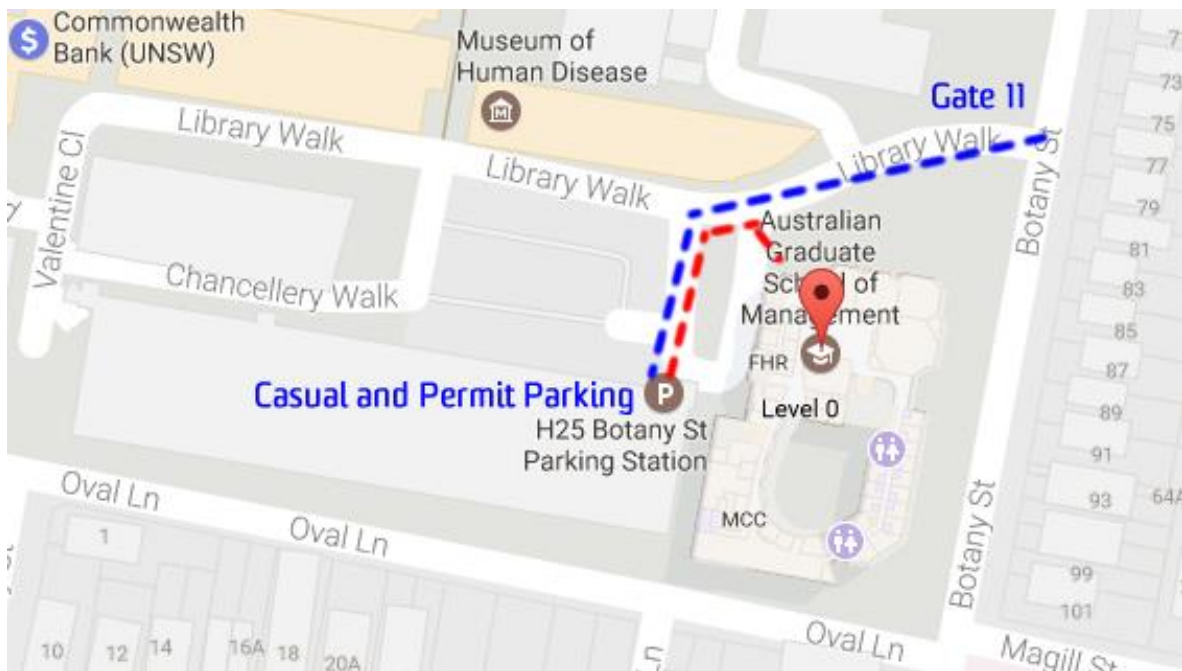 $
Commonwealth
Bank (UNSW)
Museum of
Human Disease
M
Gate 11
73
75
77
79
81
83
85
87
89
91
93
64A
99
101
Library Walk
Library Walk
Library Walk
Botany St
Valentine Cl
Chancellery Walk
Australian
Graduate
School of
Management
FHR
Level 0
Casual and Permit Parking
P
H25 Botany St
Parking Station
MCC
Botany St
Oval Ln
Oval Ln
Oval Ln
Magill St
1
10
12
14
16A
18
20A
Ln